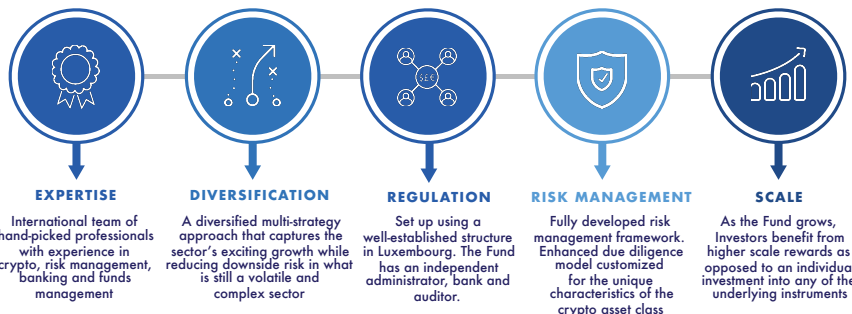 $€€
EXPERTISE
International team of
hand-picked professionals
with experience in
crypto, risk management,
banking and funds
management
DIVERSIFICATION
A diversified multi-strategy
approach that captures the
sector's exciting growth while
reducing downside risk in what
is still a volatile and
complex sector
REGULATION
Set up using a
well-established structure
in Luxembourg. The Fund
has an independent
administrator, bank and
auditor.
RISK MANAGEMENT
Fully developed risk
management framework.
Enhanced due diligence
model customized
for the unique
characteristics of the
crypto asset class
SCALE
As the Fund grows,
Investors benefit from
higher scale rewards as
opposed to an individual
investment into any of the
underlying instruments